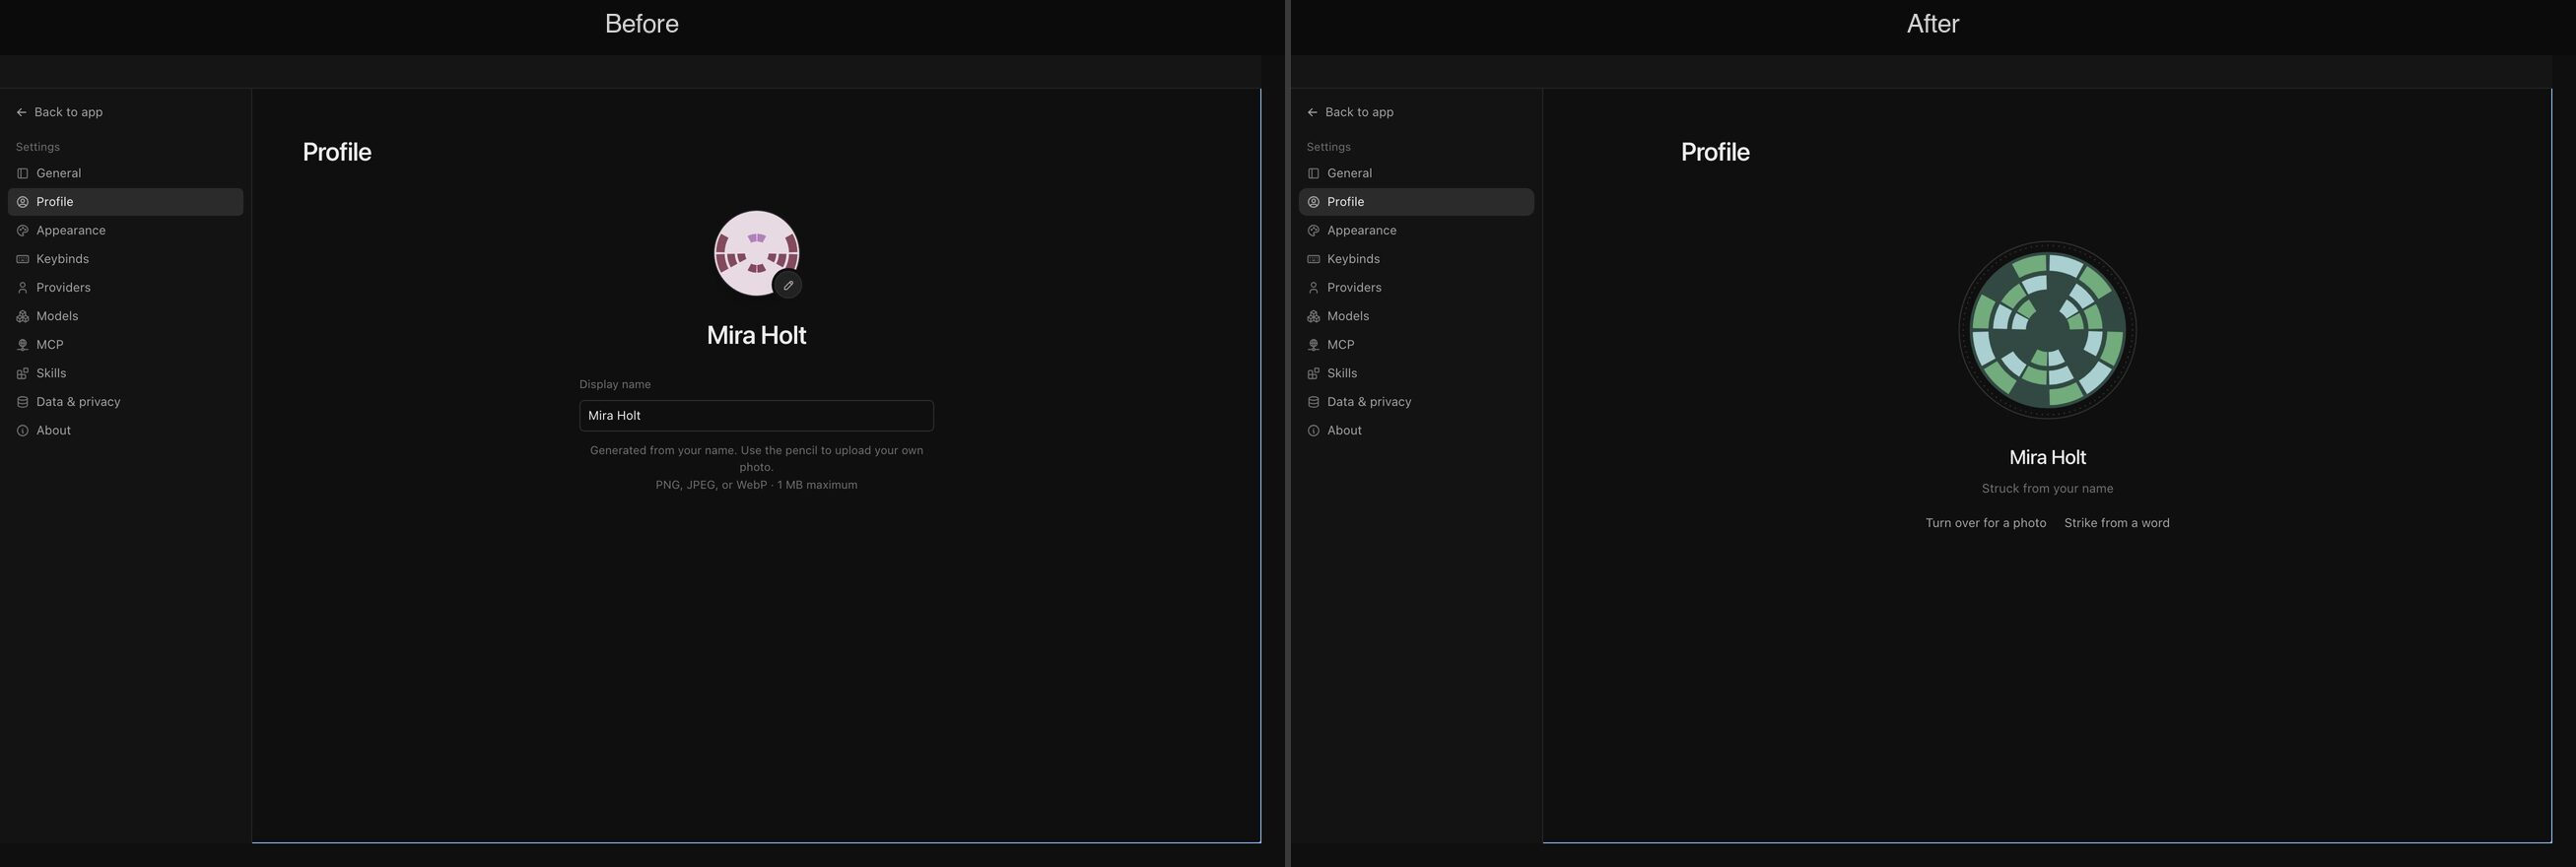 Before
Back to app
Settings
General
Profile
Appearance
Keybinds
Providers
Models
MCP
Skills
Data & privacy
About
Profile
Mira Holt
Display name
Mira Holt
Generated from your name. Use the pencil to upload your own
photo.
PNG, JPEG, or WebP · 1 MB maximum
After
Back to app
Settings
General
Profile
Appearance
Keybinds
Providers
Models
MCP
Skills
Data & privacy
About
Profile
Mira Holt
Struck from your name
Turn over for a photo Strike from a word